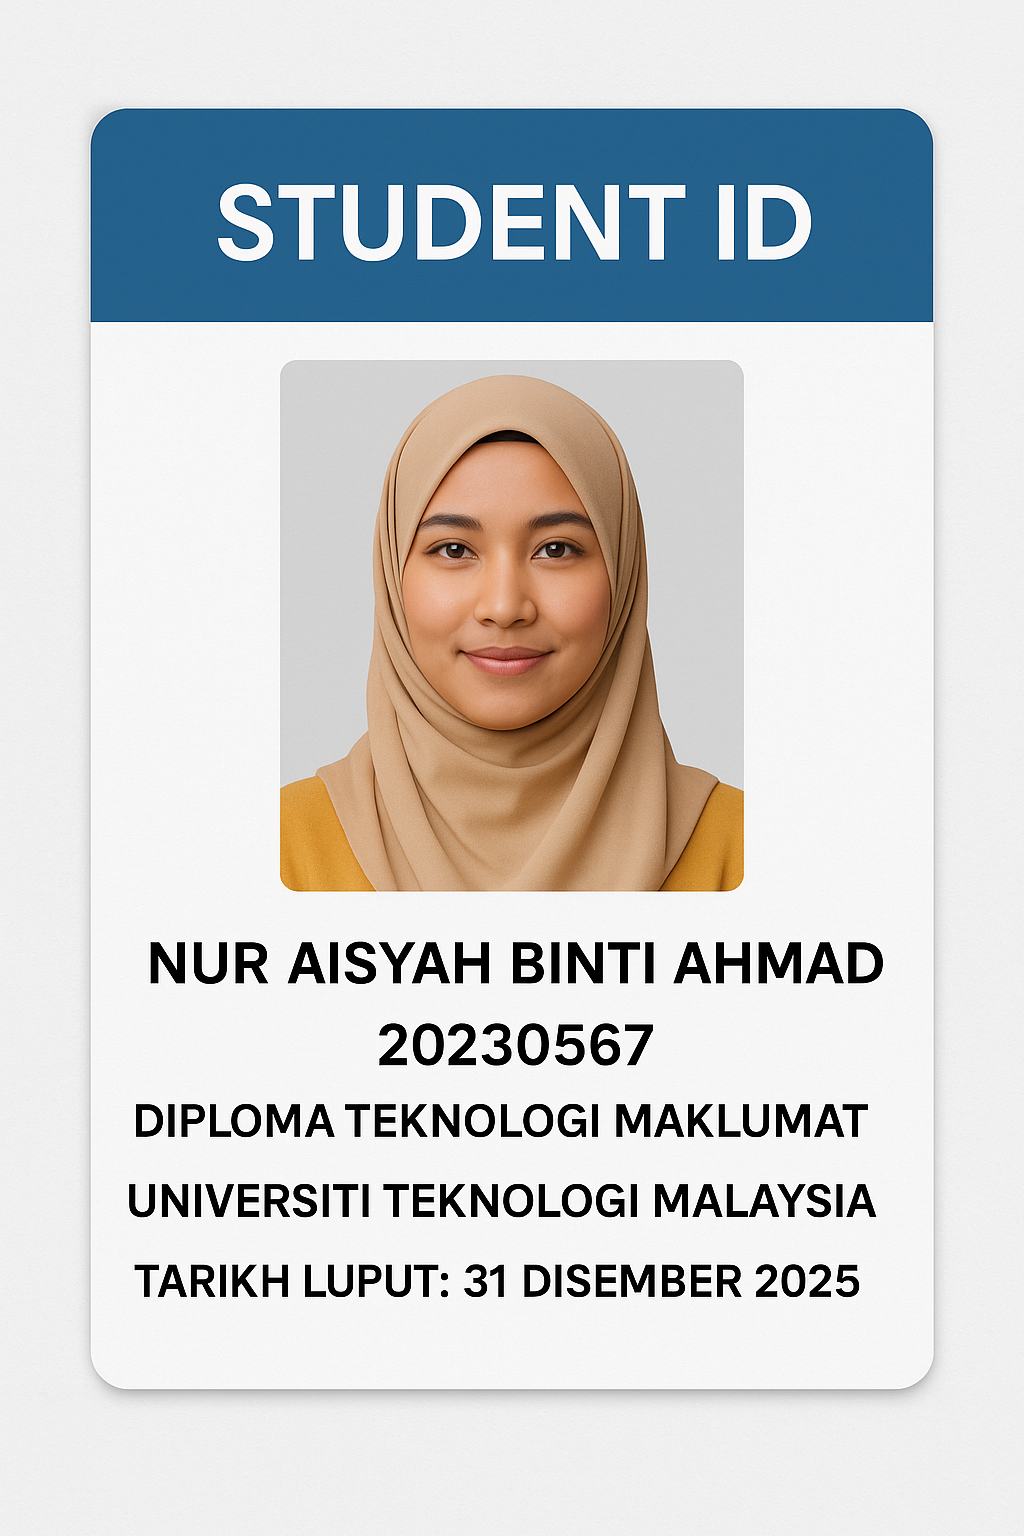 STUDENT ID
NUR AISYAH BINTI AHMAD
20230567
DIPLOMA TEKNOLOGI MAKLUMAT
UNIVERSITI TEKNOLOGI MALAYSIA
TARIKH LUPUT: 31 DISEMBER 2025